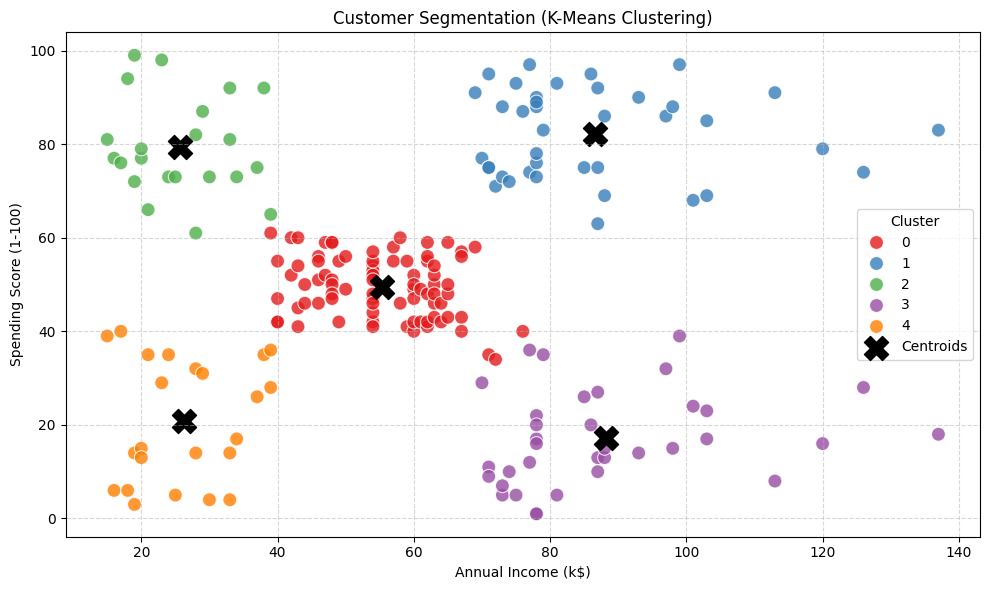 Customer Segmentation (K-Means Clustering)
Spending Score (1-100)
100
80
60
40
20
0
Cluster
0
1
2
3
4
Centroids
20 40 60 80 100 120 140
Annual Income (k$)